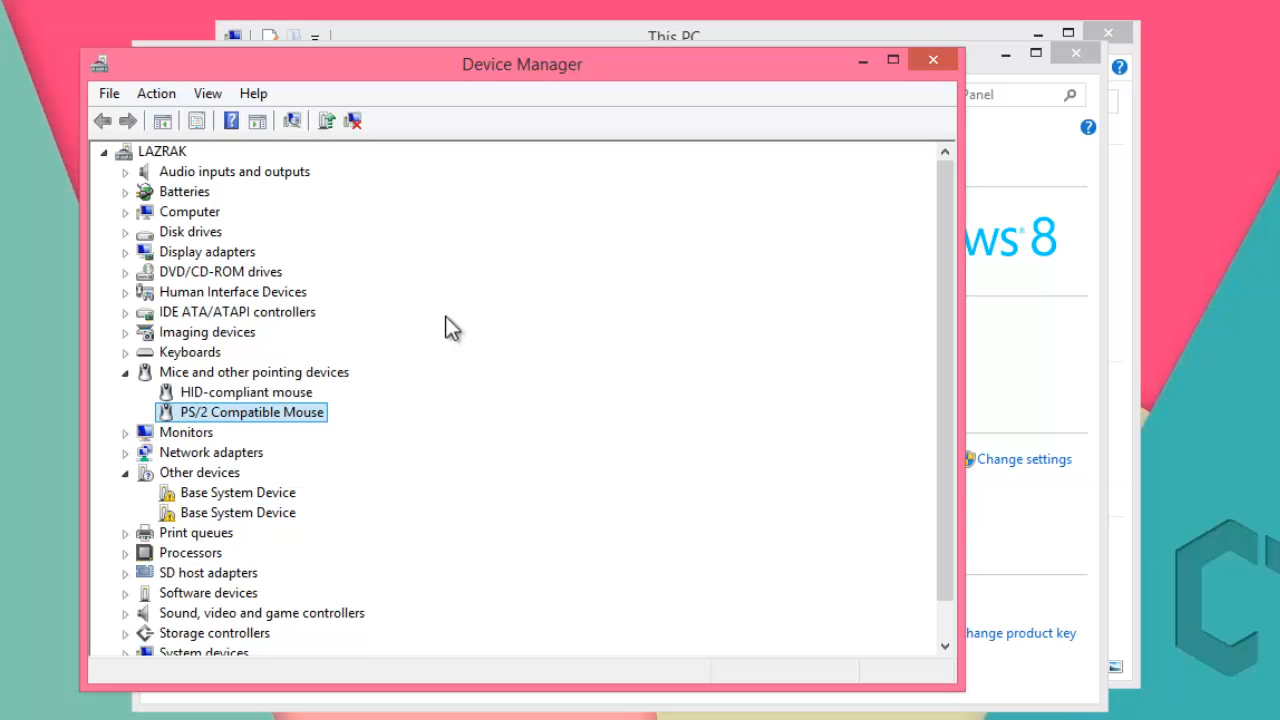 This PC
Device Manager
File Action View Help
Panel
LAZRAK
Audio inputs and outputs
Batteries
Computer
Disk drives
Display adapters
DVD/CD-ROM drives
Human Interface Devices
IDE ATA/ATAPI controllers
Imaging devices
Keyboards
Mice and other pointing devices
HID-compliant mouse
PS/2 Compatible Mouse
Monitors
Network adapters
Other devices
Base System Device
Base System Device
Print queues
Processors
SD host adapters
Software devices
Sound, video and game controllers
Storage controllers
System devices
ws® 8
Change settings
hange product key